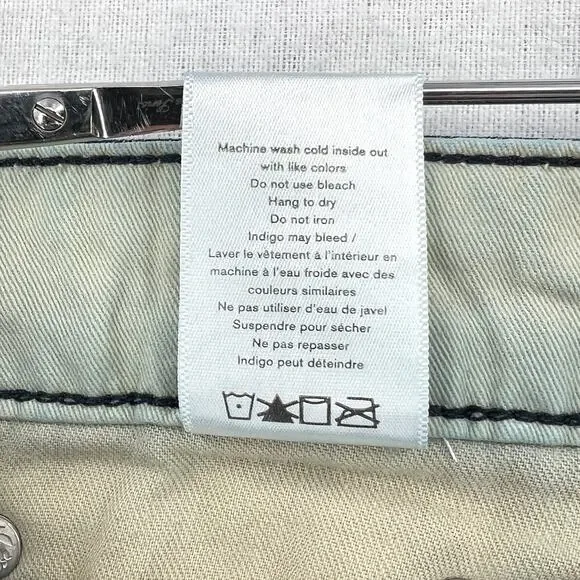 Machine wash cold inside out
with like colors
Do not use bleach
Hang to dry
Do not iron
Indigo may bleed /
Laver le vêtement à l'intérieur en
machine à l'eau froide avec des
couleurs similaires
Ne pas utiliser d'eau de javel
Suspendre pour sécher
Ne pas repasser
Indigo peut déteindre